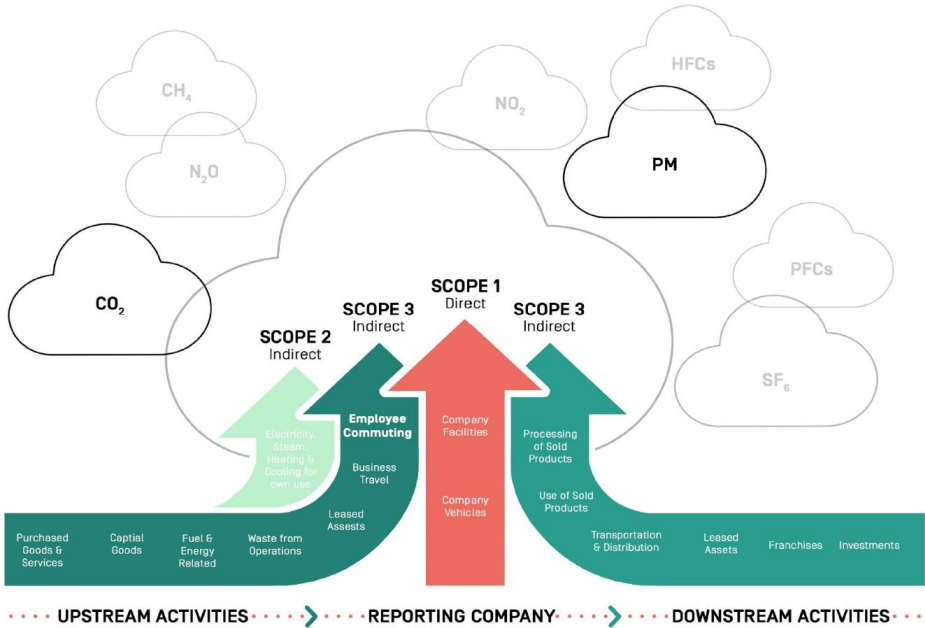 HFCs
CH₄
NO₂
PM
N₂O
PFCs
CO₂
SF₆
SCOPE 1
Direct
SCOPE 3
Indirect
SCOPE 3
Indirect
SCOPE 2
Indirect
Electricity,
Steam,
Heating &
Cooling for
own use
Employee
Commuting
Business
Travel
Leased
Assests
Company
Facilities
Company
Vehicles
Processing
of Sold
Products
Use of Sold
Products
Purchased
Goods &
Services
Captial
Goods
Fuel &
Energy
Related
Waste from
Operations
Transportation
& Distribution
Leased
Assets
Franchises
Investments
UPSTREAM ACTIVITIES
REPORTING COMPANY
DOWNSTREAM ACTIVITIES